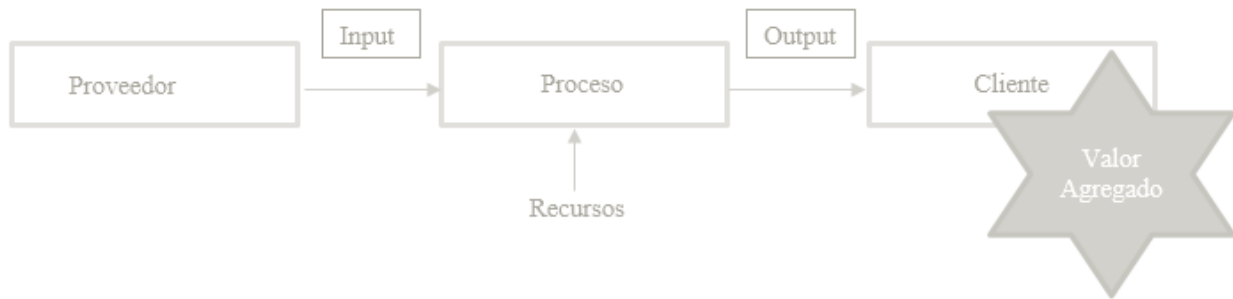 Input
Output
Proveedor
Proceso
Cliente
Valor
Agregado
Recursos